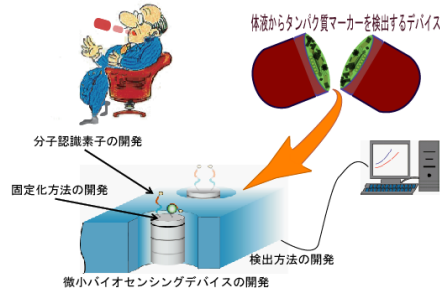 体液からタンパク質マーカーを検出するデバイス
分子認識素子の開発
固定化方法の開発
検出方法の開発
微小バイオセンシングデバイスの開発